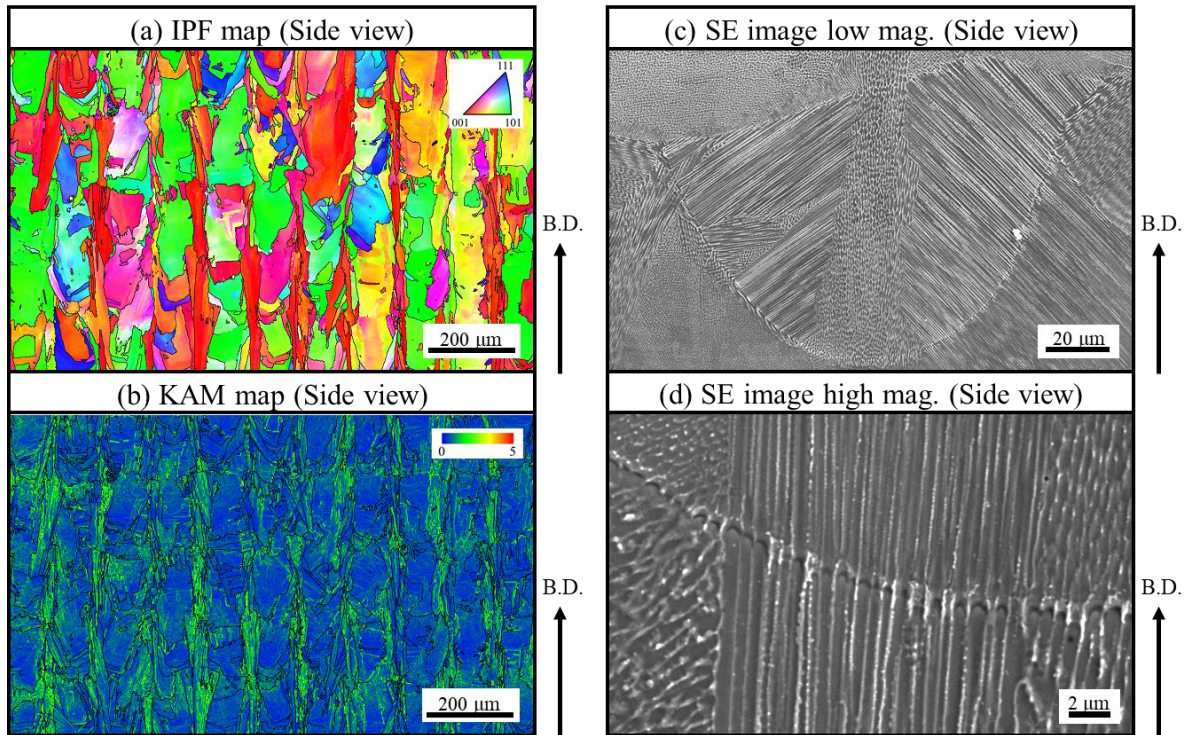 (a) IPF map (Side view)
111
001
101
200 μm
B.D.
(b) KAM map (Side view)
0
5
200 μm
B.D.
(c) SE image low mag. (Side view)
20 μm
B.D.
(d) SE image high mag. (Side view)
2 μm
B.D.